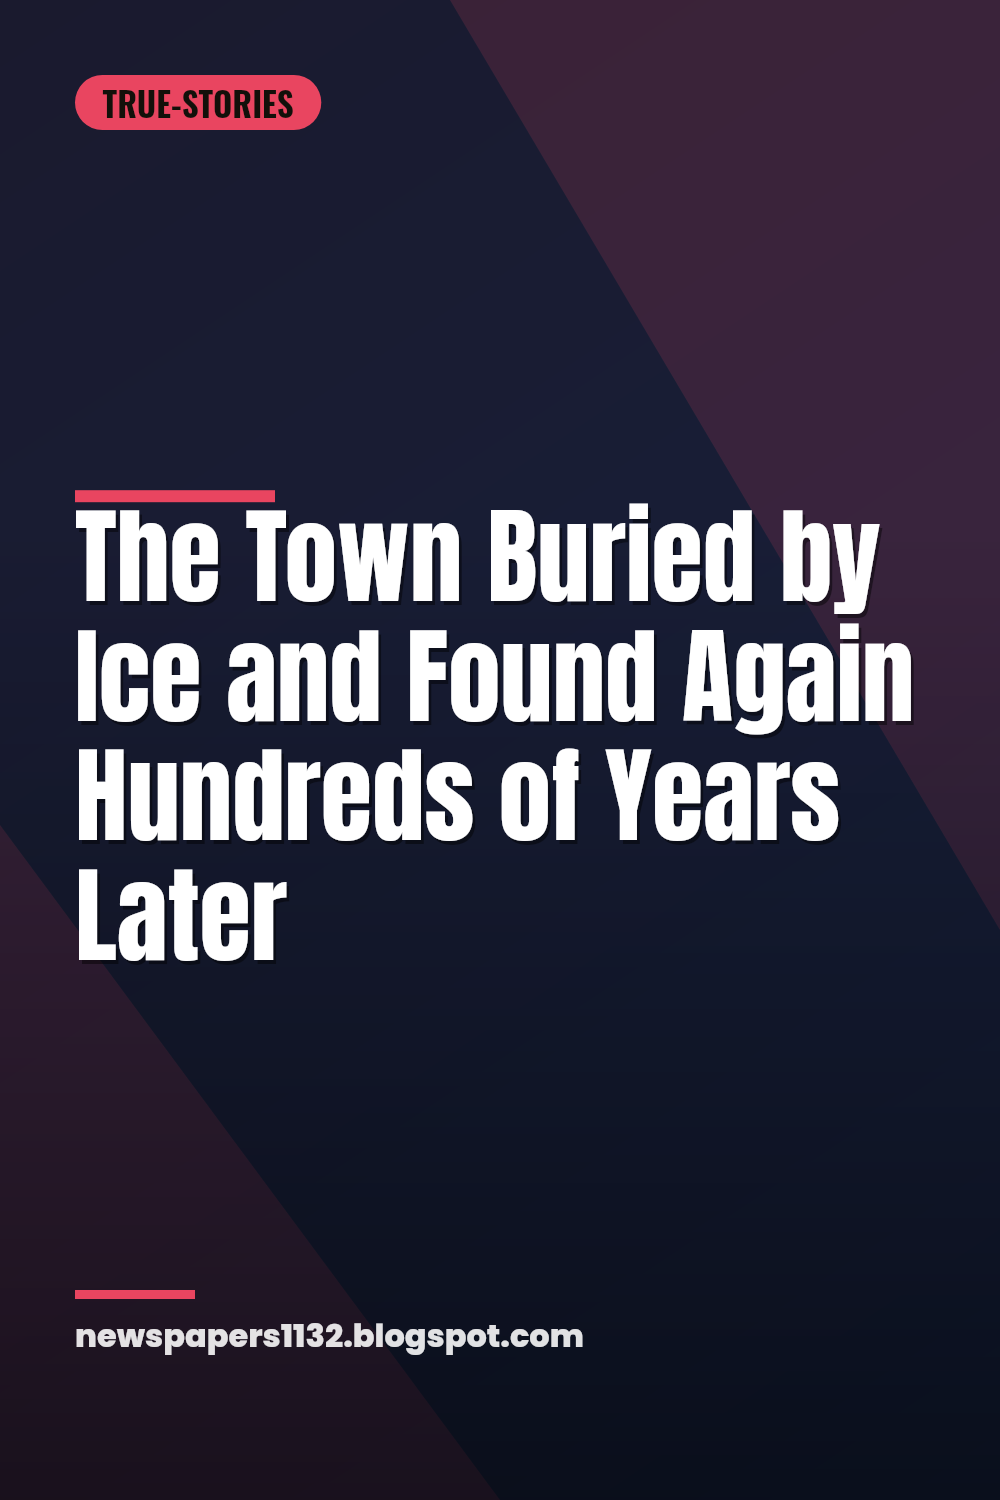 TRUE-STORIES
The Town Buried by
Ice and Found Again
Hundreds of Years
Later
newspapers1132.blogspot.com